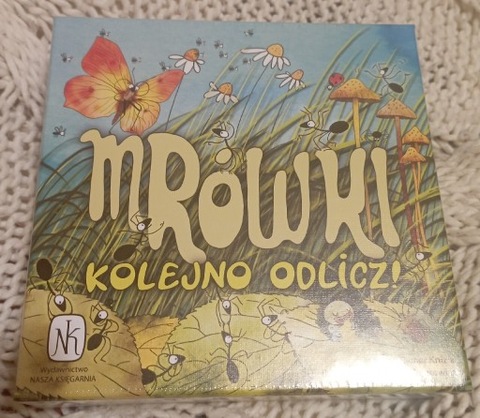 MRÓWKI
KOLEJNO ODLICZ!
NK
Wydawnictwo
NASZA KSIĘGARNIA